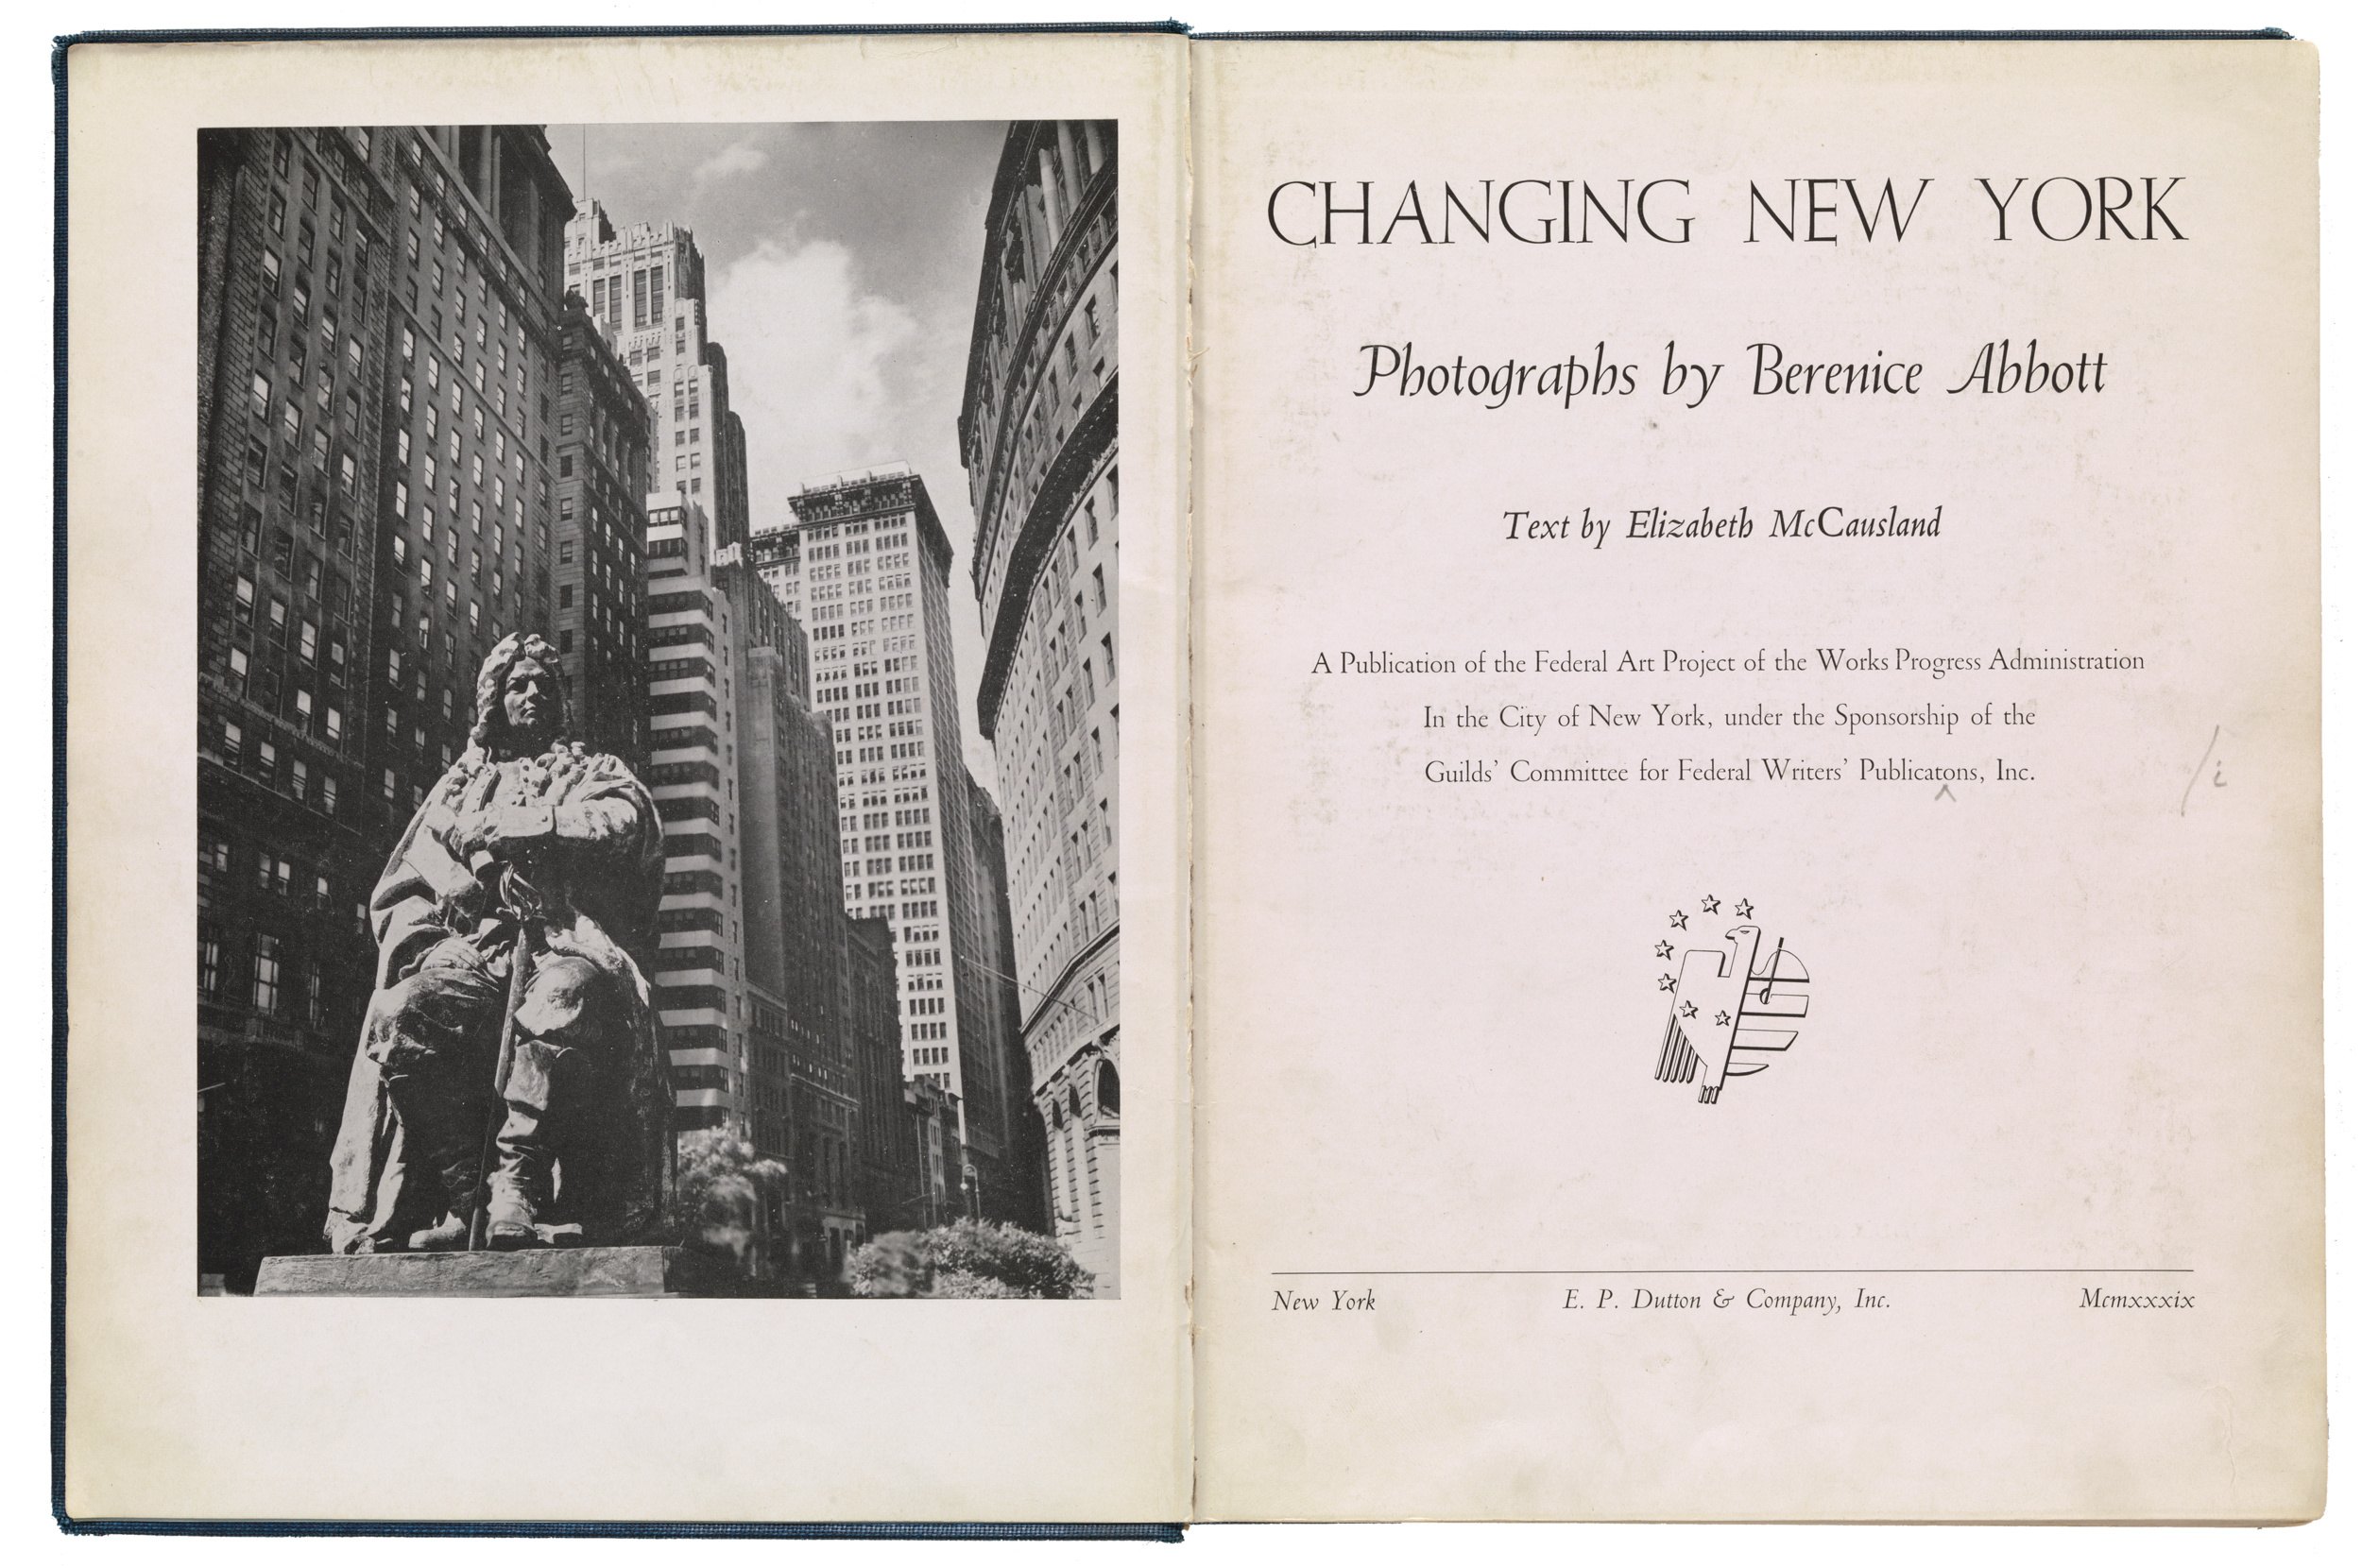 CHANGING NEW YORK
Photographs by Berenice Abbott
Text by Elizabeth McCausland
A Publication of the Federal Art Project of the Works Progress Administration
In the City of New York, under the Sponsorship of the
Guilds' Committee for Federal Writers' Publicatons, Inc.
/i
New York E. P. Dutton & Company, Inc. Mcmxxxix